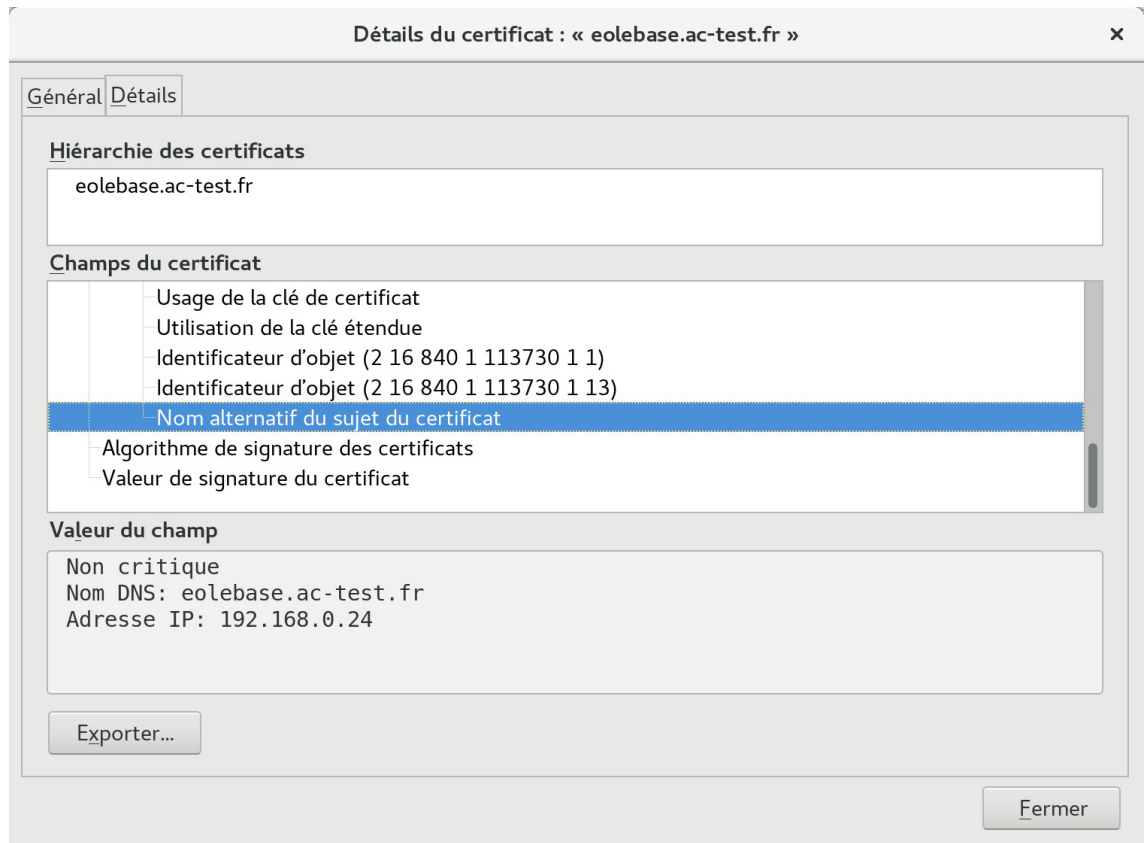 Détails du certificat : « eolebase.ac-test.fr »
Général Détails
Hiérarchie des certificats
eolebase.ac-test.fr
Champs du certificat
Usage de la clé de certificat
Utilisation de la clé étendue
Identificateur d'objet (2 16 840 1 113730 1 1)
Identificateur d'objet (2 16 840 1 113730 1 13)
Nom alternatif du sujet du certificat
Algorithme de signature des certificats
Valeur de signature du certificat
Valeur du champ
Non critique
Nom DNS: eolebase.ac-test.fr
Adresse IP: 192.168.0.24
Exporter...
Fermer